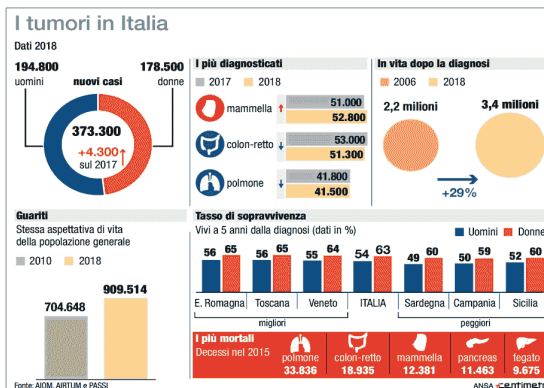 I tumori in Italia
Dati 2018
194.800
uomini
nuovi casi
178.500
donne
373.300
+4.300
sul 2017
I più diagnosticati
2017
2018
mammella
51.000
52.800
colon-retto
53.000
51.300
polmone
41.800
41.500
In vita dopo la diagnosi
2006
2018
2,2 milioni
3,4 milioni
+29%
Guariti
Stessa aspettativa di vita
della popolazione generale
2010
2018
704.648
909.514
Tasso di sopravvivenza
Vivi a 5 anni dalla diagnosi (dati in %)
Uomini
Donne
56 65
56 65
55 64
54 63
49 60
50 59
52 60
E. Romagna
Toscana
Veneto
ITALIA
Sardegna
Campania
Sicilia
migliori
peggiori
I più mortali
Decessi nel 2015
polmone
33.836
colon-retto
18.935
mammella
12.381
pancreas
11.463
fegato
9.675
Fonte: AIOM, AIRTUM e PASSI
ANSA centimetri